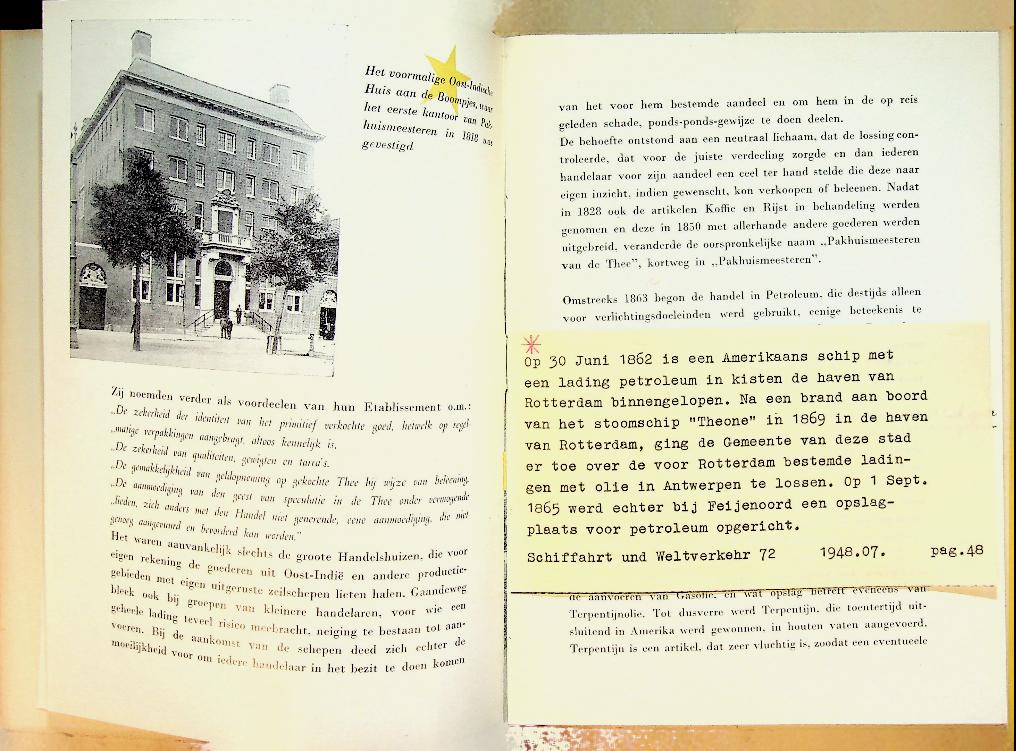 Het voormalige Oost-Indische
Huis aan de Boompjes, waar
het eerste kantoor van Pak-
huismeesteren in 1818 was
gevestigd
Zij noemden verder als voordeelen van hun Etablissement o.m.:
„De zekerheid der identiteit van het primitief verkochte goed, hetwelk op regel-
„matige verpakkingen aangebragt, altoos kennelijk is,
„De zekerheid van qualiteiten, gewigten en tarra's.
„De gemakkelijkheid van geldopneming op gekochte Thee bij wijze van beleening,
„De aanmoediging van den geest van speculatie in de Thee onder vermogende
„lieden, zich anders met den Handel niet generende, eene aanmoediging, die niet
genoeg aangevuurd en bevorderd kan worden."
Het waren aanvankelijk slechts de groote Handelshuizen, die voor
eigen rekening de goederen uit Oost-Indië en andere productie-
gebieden met eigen uitgeruste zeilschepen lieten halen. Gaandeweg
bleek ook bij groepen van kleinere handelaren, voor wie een
geheele lading teveel risico meebracht, neiging te bestaan tot aan-
voeren. Bij de aankomst van de schepen deed zich echter de
moeilijkheid voor om iedere handelaar in het bezit te doen komen
van het voor hem bestemde aandeel en om hem in de op reis
geleden schade, ponds-ponds-gewijze te doen deelen.
De behoefte ontstond aan een neutraal lichaam, dat de lossing con-
troleerde, dat voor de juiste verdeeling zorgde en dan iederen
handelaar voor zijn aandeel een ceel ter hand stelde die deze naar
eigen inzicht, indien gewenscht, kon verkoopen of beleenen. Nadat
in 1828 ook de artikelen Koffie en Rijst in behandeling werden
genomen en deze in 1850 met allerhande andere goederen werden
uitgebreid, veranderde de oorspronkelijke naam „Pakhuismeesteren
van de Thee", kortweg in „Pakhuismeesteren".
Omstreeks 1863 begon de handel in Petroleum, die destijds alleen
voor verlichtingsdoeleinden werd gebruikt, eenige beteekenis te
Op 30 Juni 1862 is een Amerikaans schip met
een lading petroleum in kisten de haven van
Rotterdam binnengelopen. Na een brand aan boord
van het stoomschip "Theone" in 1869 in de haven
van Rotterdam, ging de Gemeente van deze stad
er toe over de voor Rotterdam bestemde ladin-
gen met olie in Antwerpen te lossen. Op 1 Sept.
1865 werd echter bij Feijenoord een opslag-
plaats voor petroleum opgericht.
Schiffahrt und Weltverkehr 72 1948.07. pag.48
de aanvoeren van Gasolie, en wat opslag betreft eveneens van
Terpentijnolie. Tot dusverre werd Terpentijn, die toentertijd uit-
sluitend in Amerika werd gewonnen, in houten vaten aangevoerd.
Terpentijn is een artikel, dat zeer vluchtig is, zoodat een eventueele